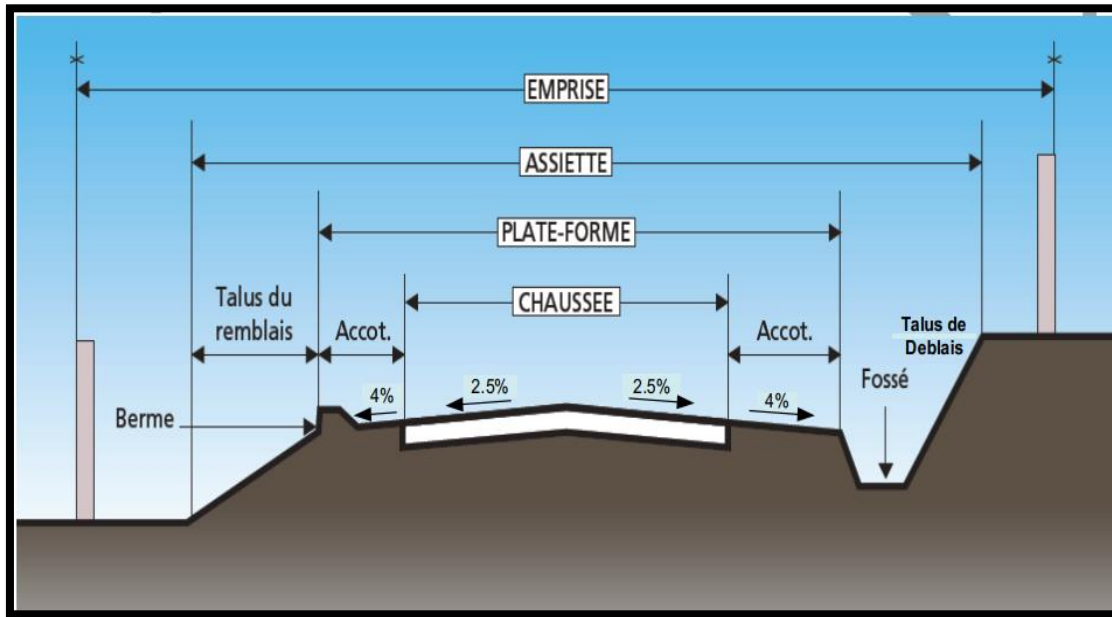 EMPRISE
ASSIETTE
PLATE-FORME
CHAUSSEE
Talus du
remblais
Accot.
Accot.
Talus de
Deblais
Fossé
Berme
4%
2.5%
2.5%
4%